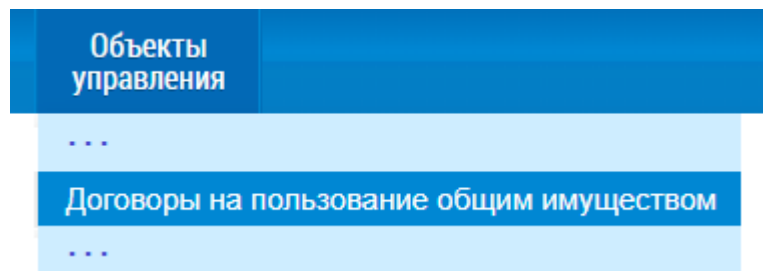 Объекты
управления
...
Договоры на пользование общим имуществом
...